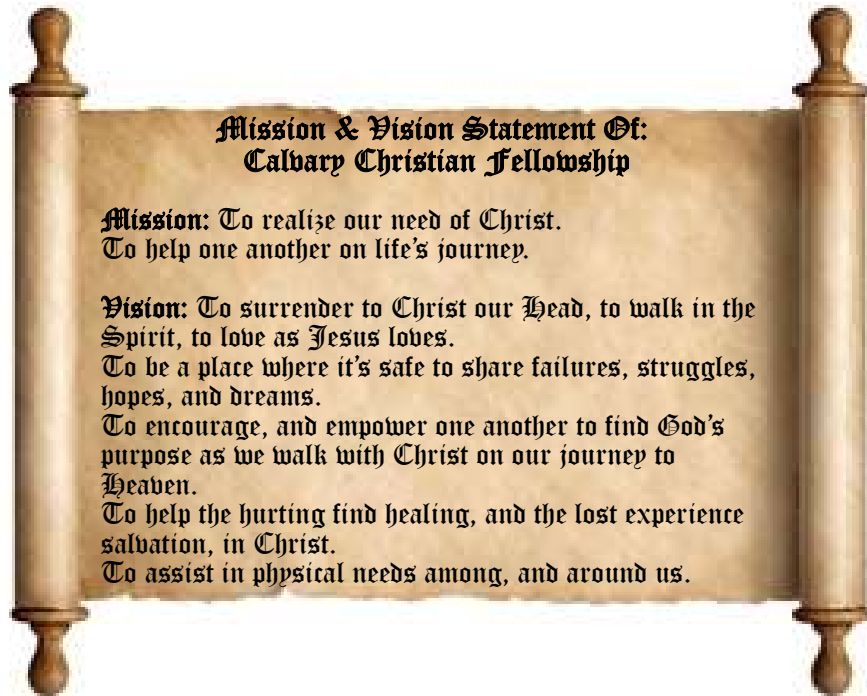 Mission & Vision Statement Of:
Calvary Christian Fellowship
Mission: To realize our need of Christ.
To help one another on life's journey.
Vision: To surrender to Christ our Head, to walk in the
Spirit, to love as Jesus loves.
To be a place where it's safe to share failures, struggles,
hopes, and dreams.
To encourage, and empower one another to find God's
purpose as we walk with Christ on our journey to
Heaven.
To help the hurting find healing, and the lost experience
salvation, in Christ.
To assist in physical needs among, and around us.